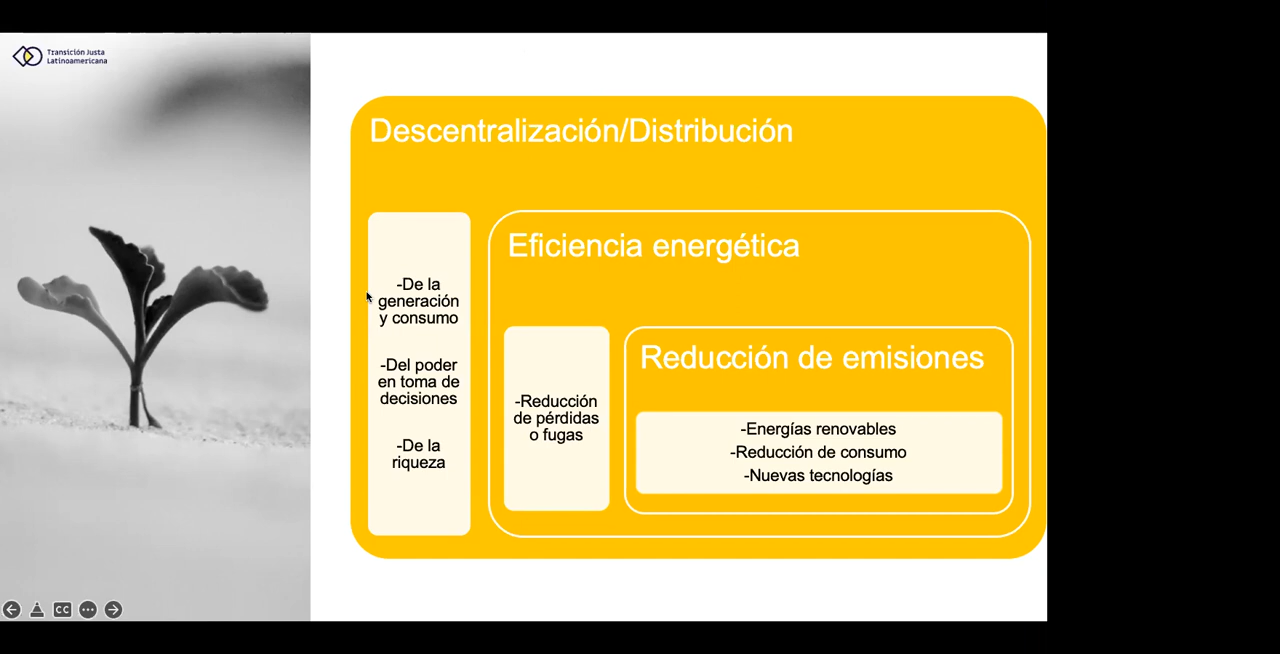 Transición Justa
Latinoamericana
Descentralización/Distribución
-De la
generación
y consumo
-Del poder
en toma de
decisiones
-De la
riqueza
Eficiencia energética
-Reducción
de pérdidas
o fugas
Reducción de emisiones
-Energías renovables
-Reducción de consumo
-Nuevas tecnologías
CC